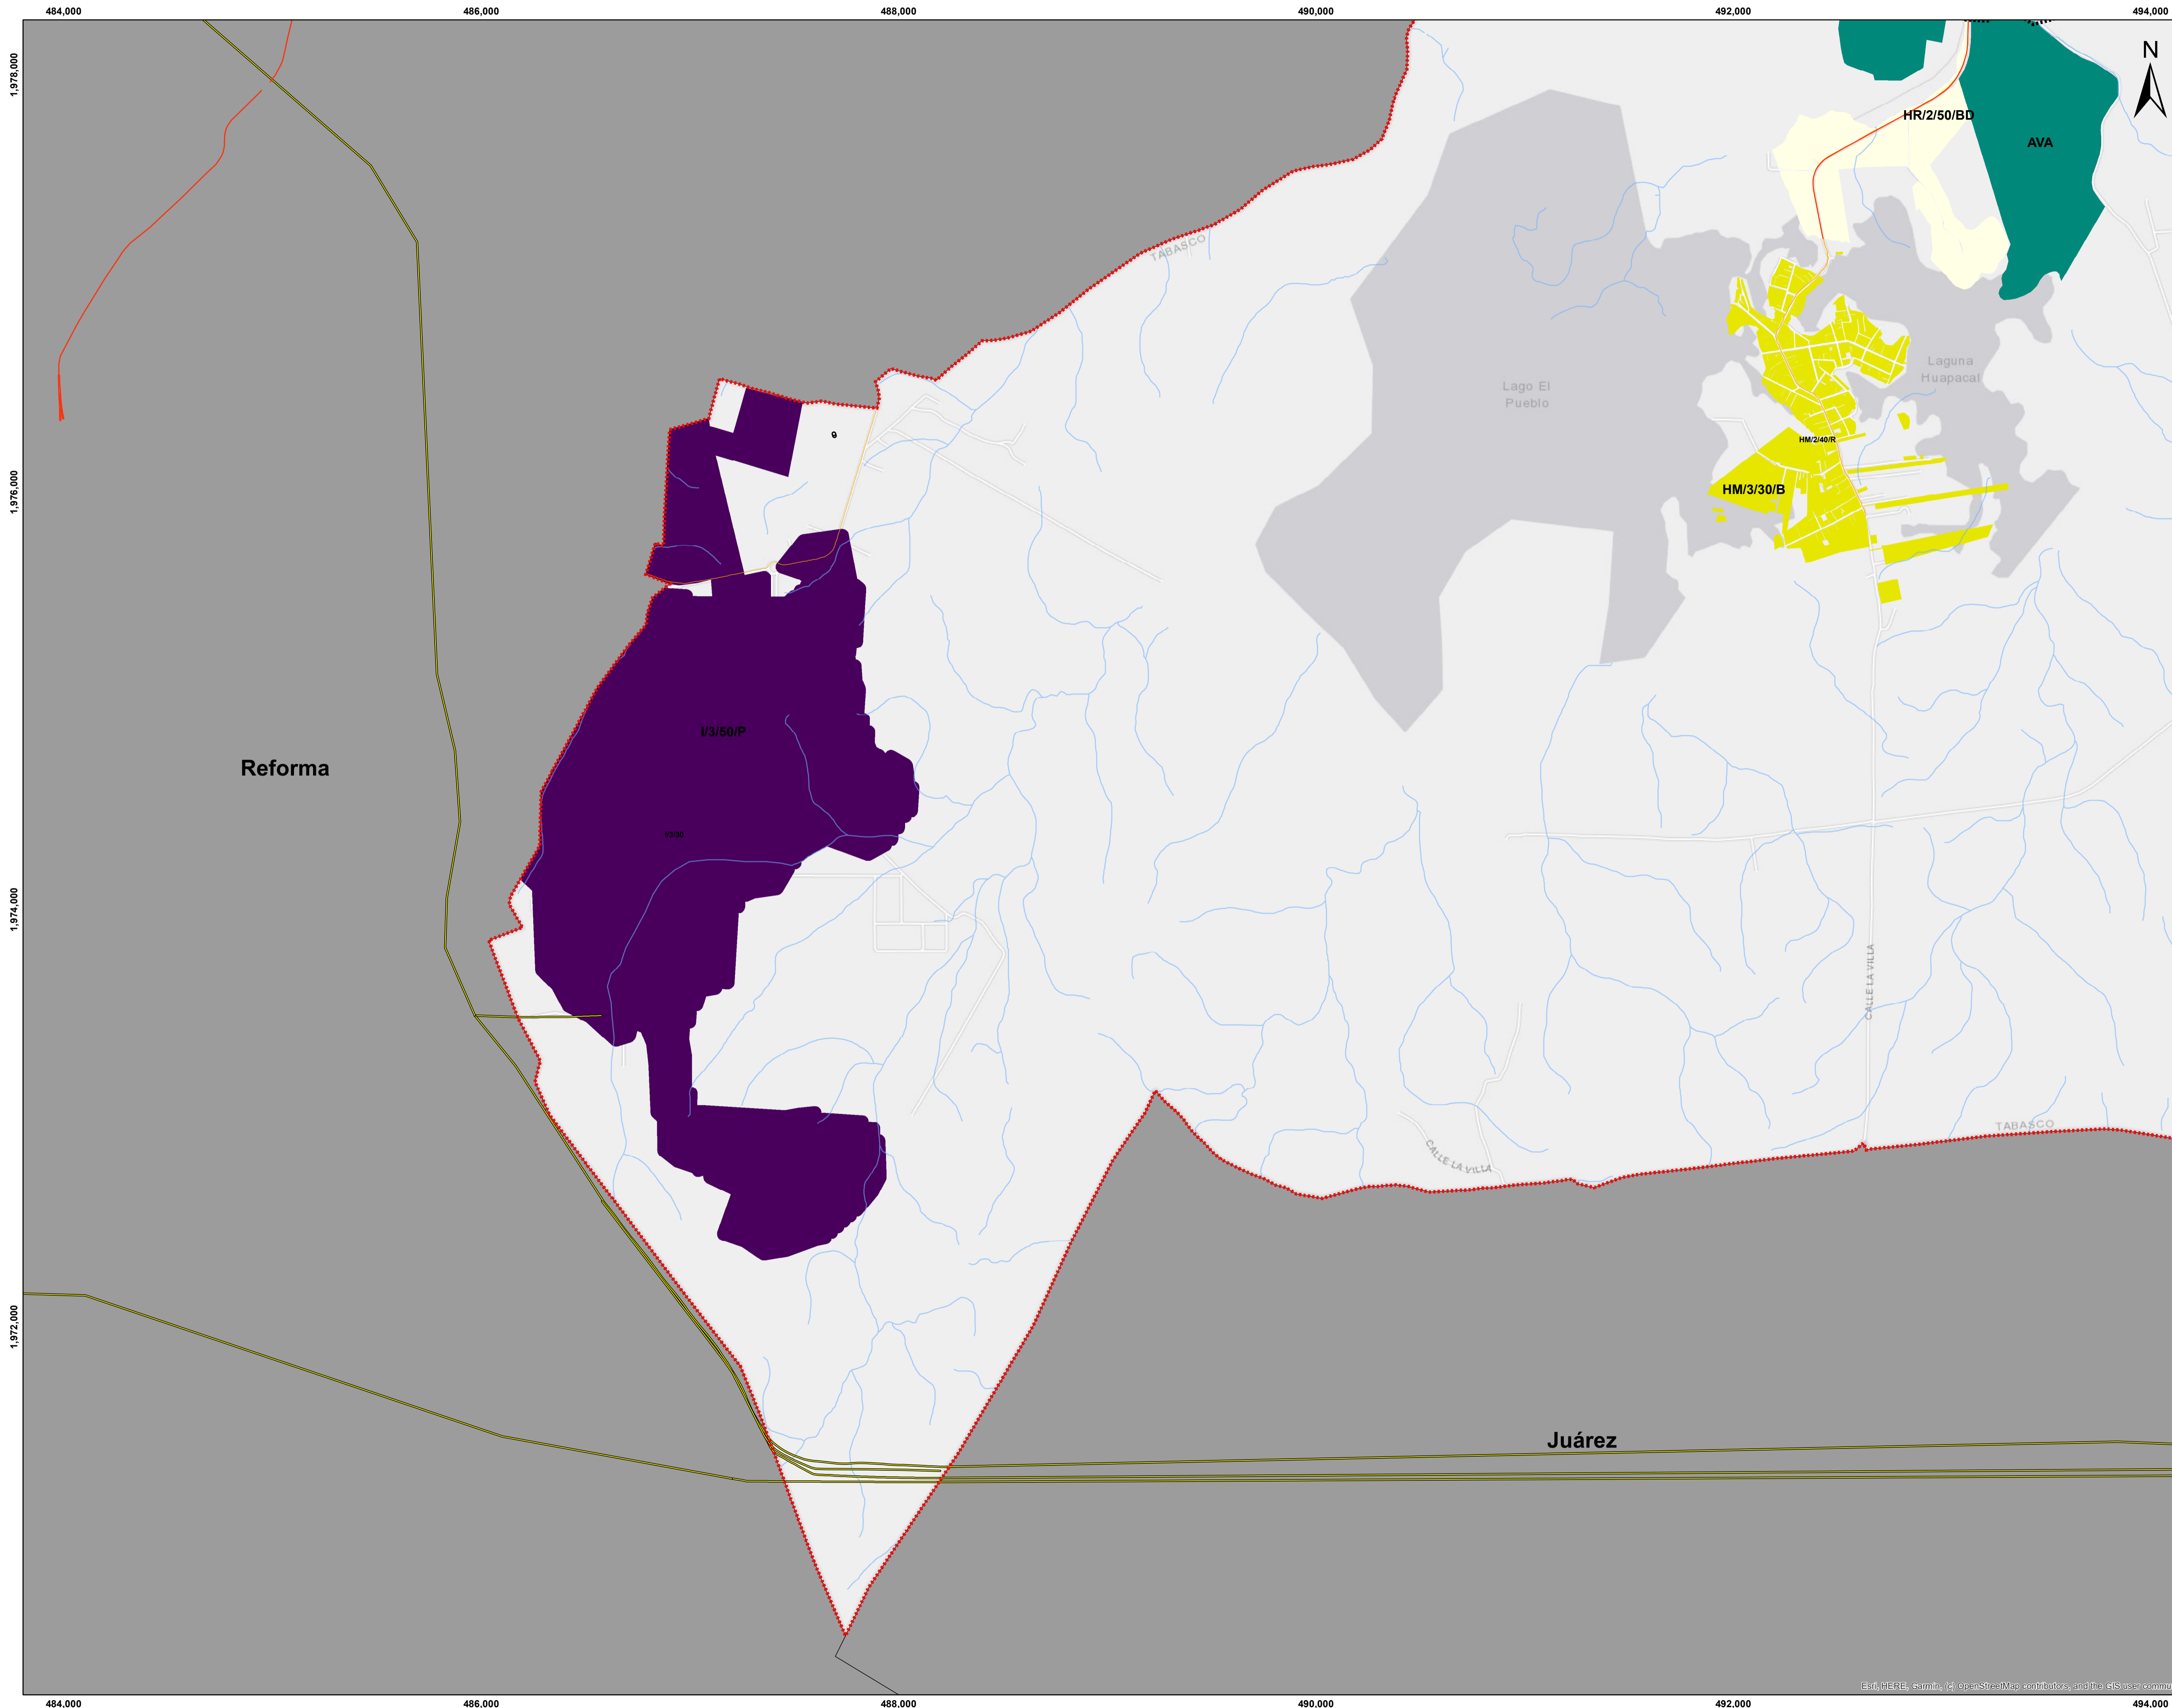 484,000
486,000
488,000
490,000
492,000
494,000
1,978,000
N
HR/2/50/BD
AVA
TABASCO
Laguna
Huapacal
Lago El
Pueblo
9
HM/2/40/R
1,976,000
HM/3/30/B
I/3/50/P
Reforma
I/3/30
1,974,000
CALLE LA VILLA
TABASCO
CALLE LA VILLA
1,972,000
Juárez
Esri, HERE, Garmin, (c) OpenStreetMap contributors, and the GIS user
484,000
486,000
488,000
490,000
492,000
494,000